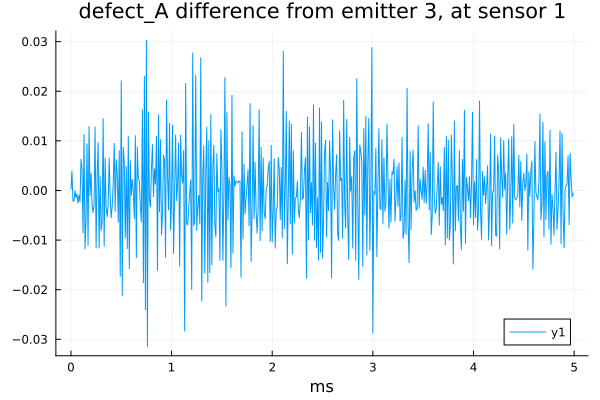 defect_A difference from emitter 3, at sensor 1
0.03
0.02
0.01
0.00
−0.01
−0.02
−0.03
0 1 2 3 4 5
ms
y1